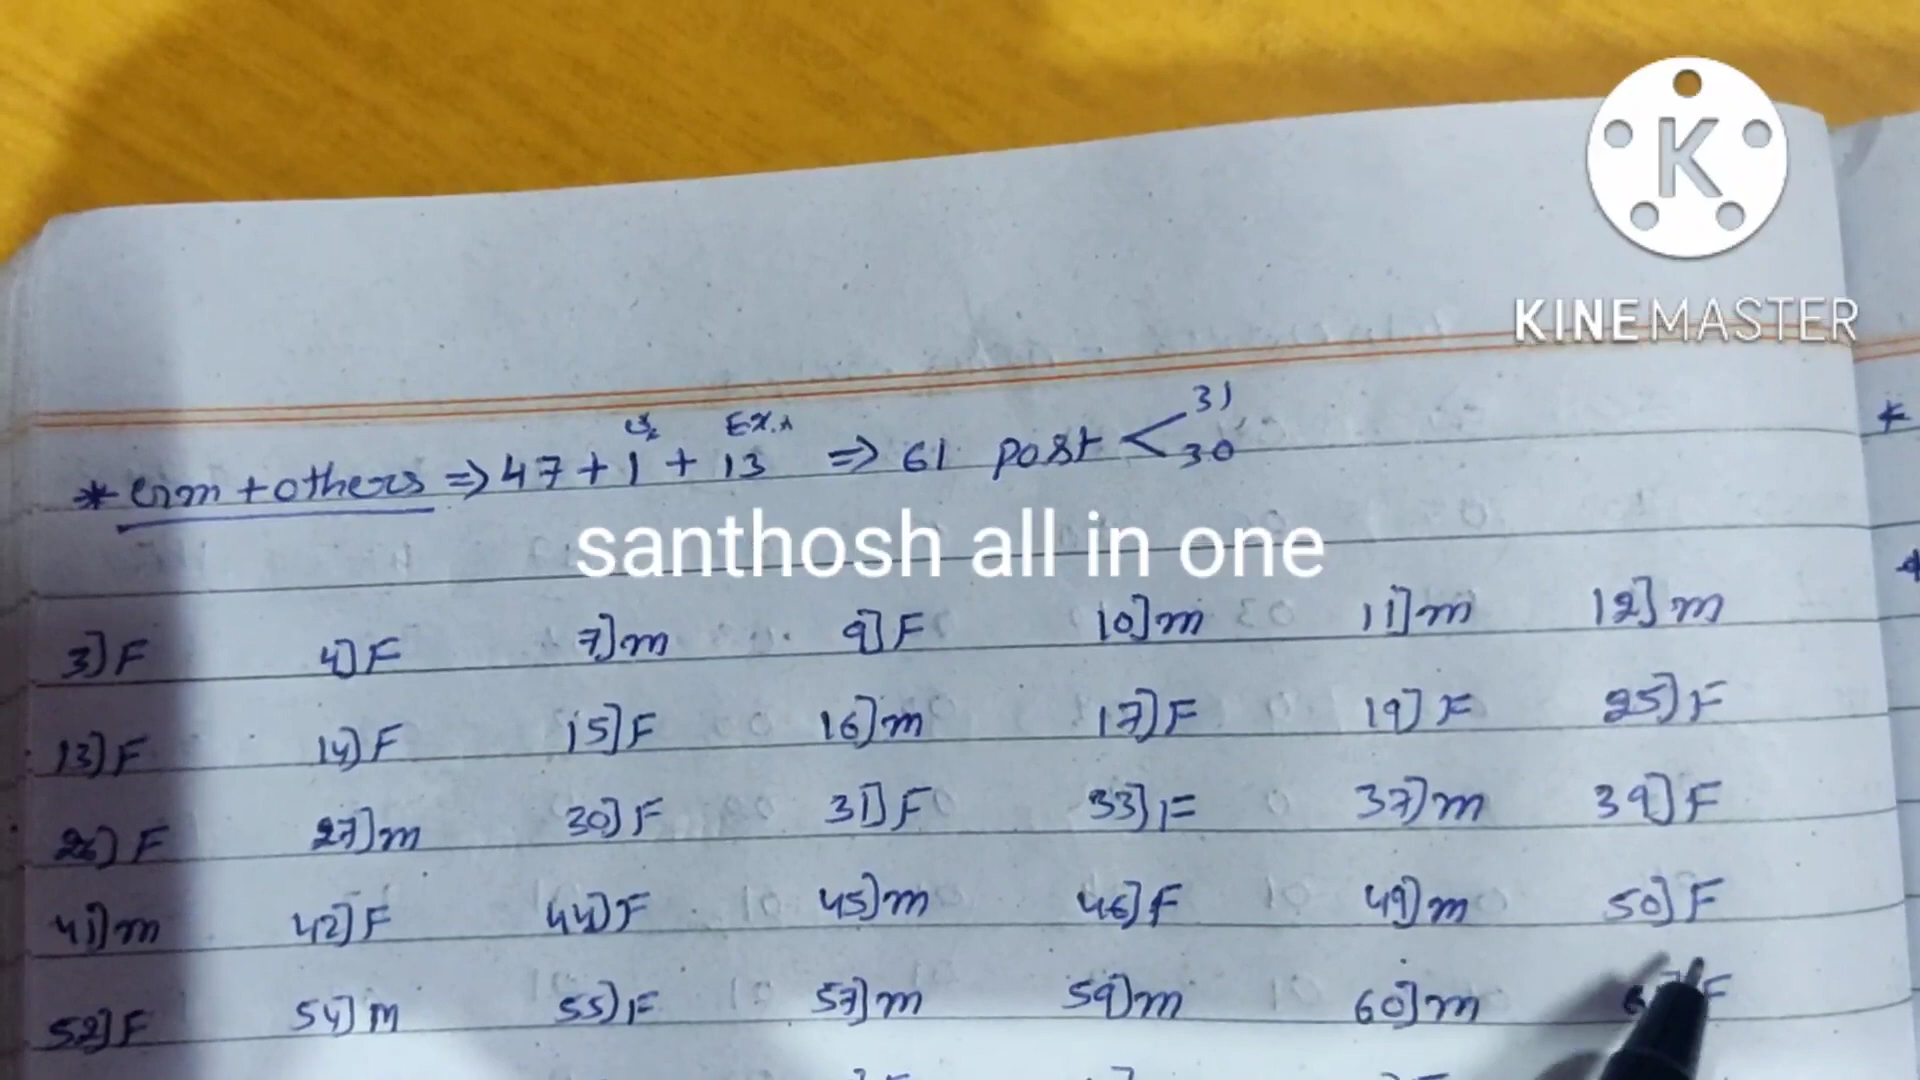 K
KINEMASTER
Ex.
31
* + others => 47 + 1 + 13 => 61 post <
30
santhosh all in one
3] F 4] F 7] m 9] F 10] m 11] m 12] m
13] F 14] F 15] F 16] m 17] F 19] F 25] F
26] F 27] m 30] F 31] F 33] F 37] m 39] F
41] m 42] F 44] F 45] m 46] F 49] m 50] F
52] F 54] m 55] F 57] m 59] m 60] m F